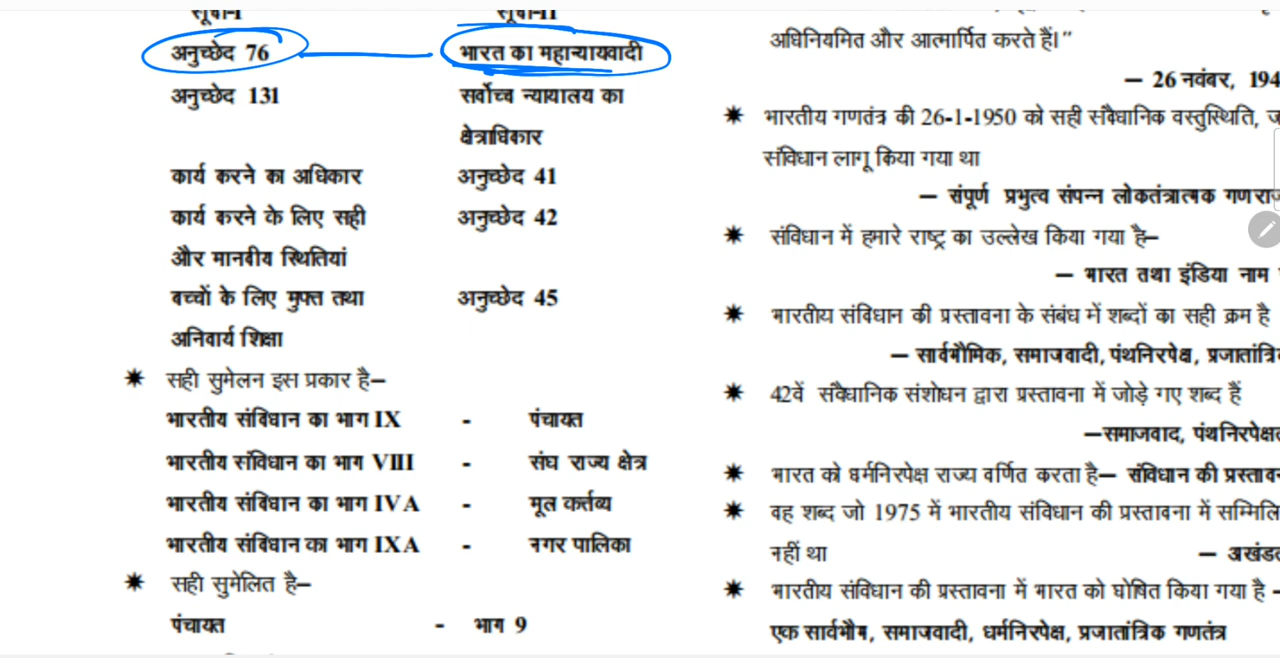 सूची-I सूची-II
अनुच्छेद 76 भारत का महान्यायवादी
अनुच्छेद 131 सर्वोच्च न्यायालय का
क्षेत्राधिकार
कार्य करने का अधिकार अनुच्छेद 41
कार्य करने के लिए सही अनुच्छेद 42
और मानवीय स्थितियां
बच्चों के लिए मुफ्त तथा अनुच्छेद 45
अनिवार्य शिक्षा
✷ सही सुमेलन इस प्रकार है–
भारतीय संविधान का भाग IX - पंचायत
भारतीय संविधान का भाग VIII - संघ राज्य क्षेत्र
भारतीय संविधान का भाग IVA - मूल कर्त्तव्य
भारतीय संविधान का भाग IXA - नगर पालिका
✷ सही सुमेलित है–
पंचायत - भाग 9
अधिनियमित और आत्मार्पित करते हैं।”
– 26 नवंबर, 194
✷ भारतीय गणतंत्र की 26-1-1950 को सही संवैधानिक वस्तुस्थिति,
संविधान लागू किया गया था
– संपूर्ण प्रभुत्व संपन्न लोकतंत्रात्मक
✷ संविधान में हमारे राष्ट्र का उल्लेख किया गया है–
– भारत तथा इंडिया नाम
✷ भारतीय संविधान की प्रस्तावना के संबंध में शब्दों का सही क्रम है
– सार्वभौमिक, समाजवादी, पंथनिरपेक्ष,
✷ 42वें संवैधानिक संशोधन द्वारा प्रस्तावना में जोड़े गए शब्द हैं
–समाजवाद,
✷ भारत को धर्मनिरपेक्ष राज्य वर्णित करता है– संविधान की
✷ वह शब्द जो 1975 में भारतीय संविधान की प्रस्तावना में
नहीं था
✷ भारतीय संविधान की प्रस्तावना में भारत को घोषित किया गया है -
एक सार्वभौम, समाजवादी, धर्मनिरपेक्ष, प्रजातांत्रिक गणतंत्र